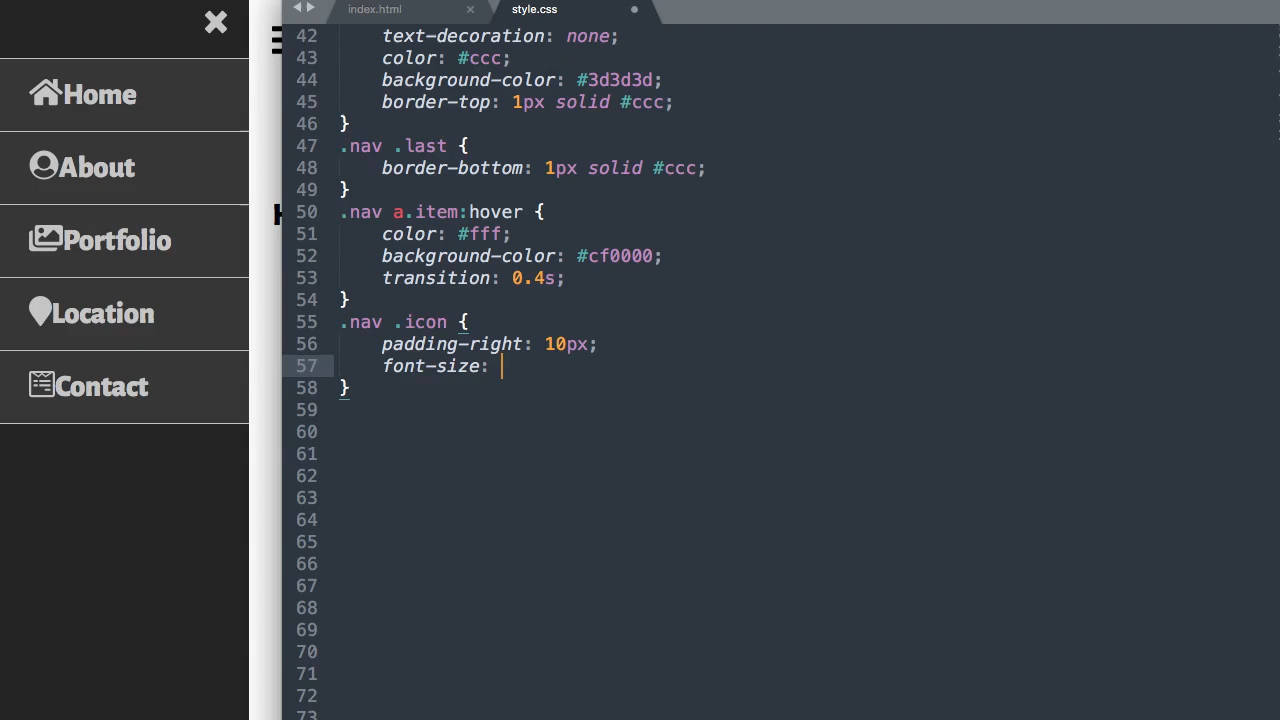 index.html
style.css
Home
About
Portfolio
Location
Contact
42 text-decoration: none;
43 color: #ccc;
44 background-color: #3d3d3d;
45 border-top: 1px solid #ccc;
46 }
47 .nav .last {
48 border-bottom: 1px solid #ccc;
49 }
50 .nav a.item:hover {
51 color: #fff;
52 background-color: #cf0000;
53 transition: 0.4s;
54 }
55 .nav .icon {
56 padding-right: 10px;
57 font-size:
58 }
59
60
61
62
63
64
65
66
67
68
69
70
71
72
73